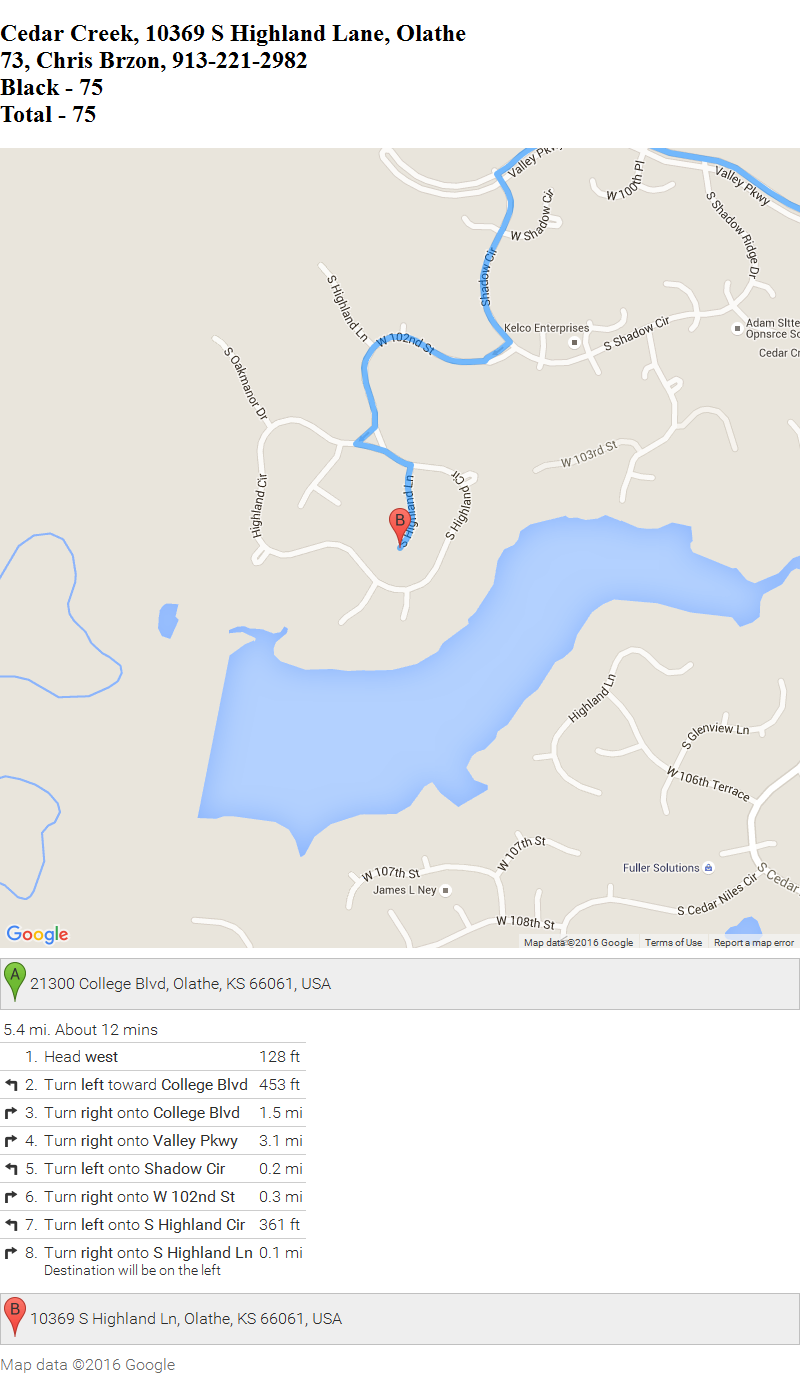 Cedar Creek, 10369 S Highland Lane, Olathe
73, Chris Brzon, 913-221-2982
Black - 75
Total - 75
Valley Pkwy
Valley Pkwy
W 100th Pl
S Shadow Ridge Dr
W Shadow Cir
Shadow Cir
S Highland Ln
Kelco Enterprises
S Shadow Cir
Adam Sltte
Opnsrce Sc
Cedar Cr
W 102nd St
S Oakmanor Dr
W 103rd St
Highland Cir
S Highland Ln
S Highland Cir
B
Highland Ln
S Glenview Ln
W 106th Terrace
W 107th St
W 107th St
James L Ney
Fuller Solutions
S Cedar
S Cedar Niles Cir
W 108th St
Google
Map data ©2016 Google Terms of Use Report a map error
A 21300 College Blvd, Olathe, KS 66061, USA
5.4 mi. About 12 mins
1. Head west 128 ft
2. Turn left toward College Blvd 453 ft
3. Turn right onto College Blvd 1.5 mi
4. Turn right onto Valley Pkwy 3.1 mi
5. Turn left onto Shadow Cir 0.2 mi
6. Turn right onto W 102nd St 0.3 mi
7. Turn left onto S Highland Cir 361 ft
8. Turn right onto S Highland Ln 0.1 mi
Destination will be on the left
B 10369 S Highland Ln, Olathe, KS 66061, USA
Map data ©2016 Google